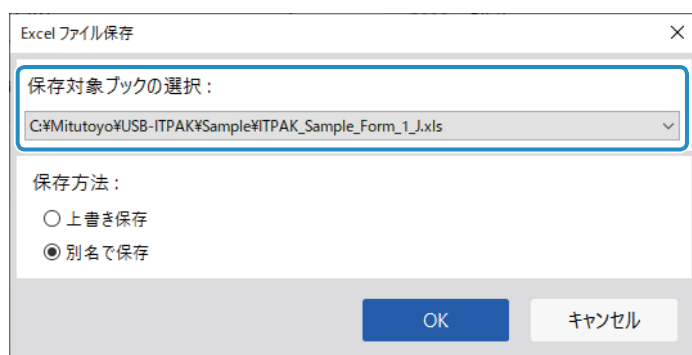 Excel ファイル保存
保存対象ブックの選択：
C:¥Mitutoyo¥USB-ITPAK¥Sample¥ITPAK_Sample_Form_1_J.xls
保存方法：
上書き保存
別名で保存
OK
キャンセル